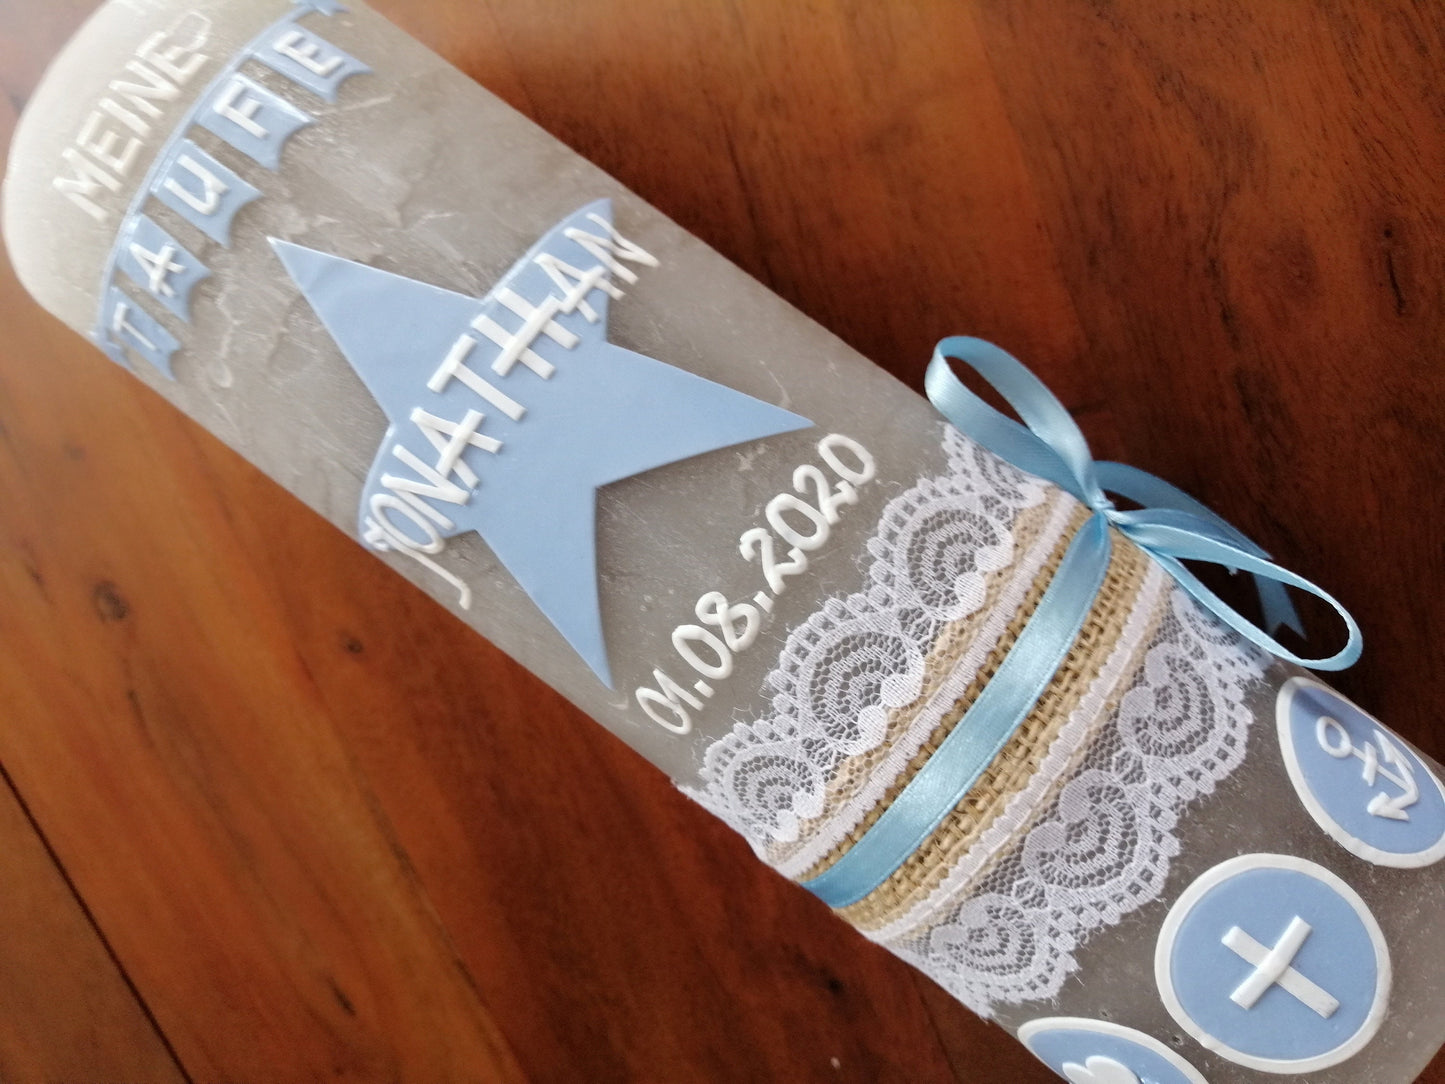 MEINE
TAUFE
JONATHAN
01.08.2020